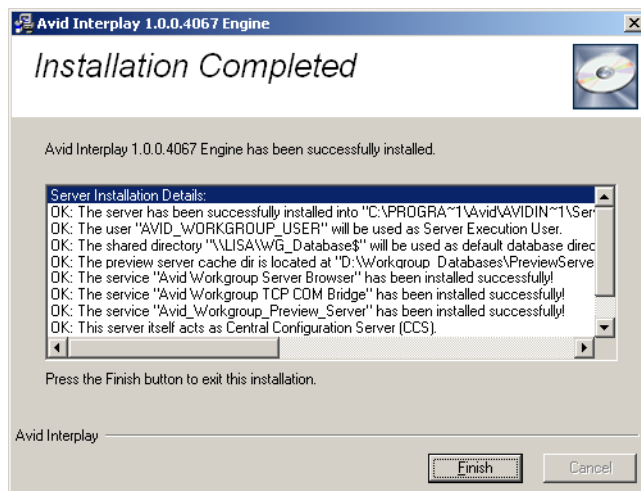 Avid Interplay 1.0.0.4067 Engine
Installation Completed
Avid Interplay 1.0.0.4067 Engine has been successfully installed.
Server Installation Details:
OK: The server has been successfully installed into "C:\PROGRA~1\Avid\AVIDIN~1\Ser
OK: The user "AVID_WORKGROUP_USER" will be used as Server Execution User.
OK: The shared directory "\\LISA\WG_Database$" will be used as default database direc
OK: The preview server cache dir is located at "D:\Workgroup_Databases\PreviewServe
OK: The service "Avid Workgroup Server Browser" has been installed successfully!
OK: The service "Avid Workgroup TCP COM Bridge" has been installed successfully!
OK: The service "Avid_Workgroup_Preview_Server" has been installed successfully!
OK: This server itself acts as Central Configuration Server (CCS).
Press the Finish button to exit this installation.
Avid Interplay
Finish Cancel